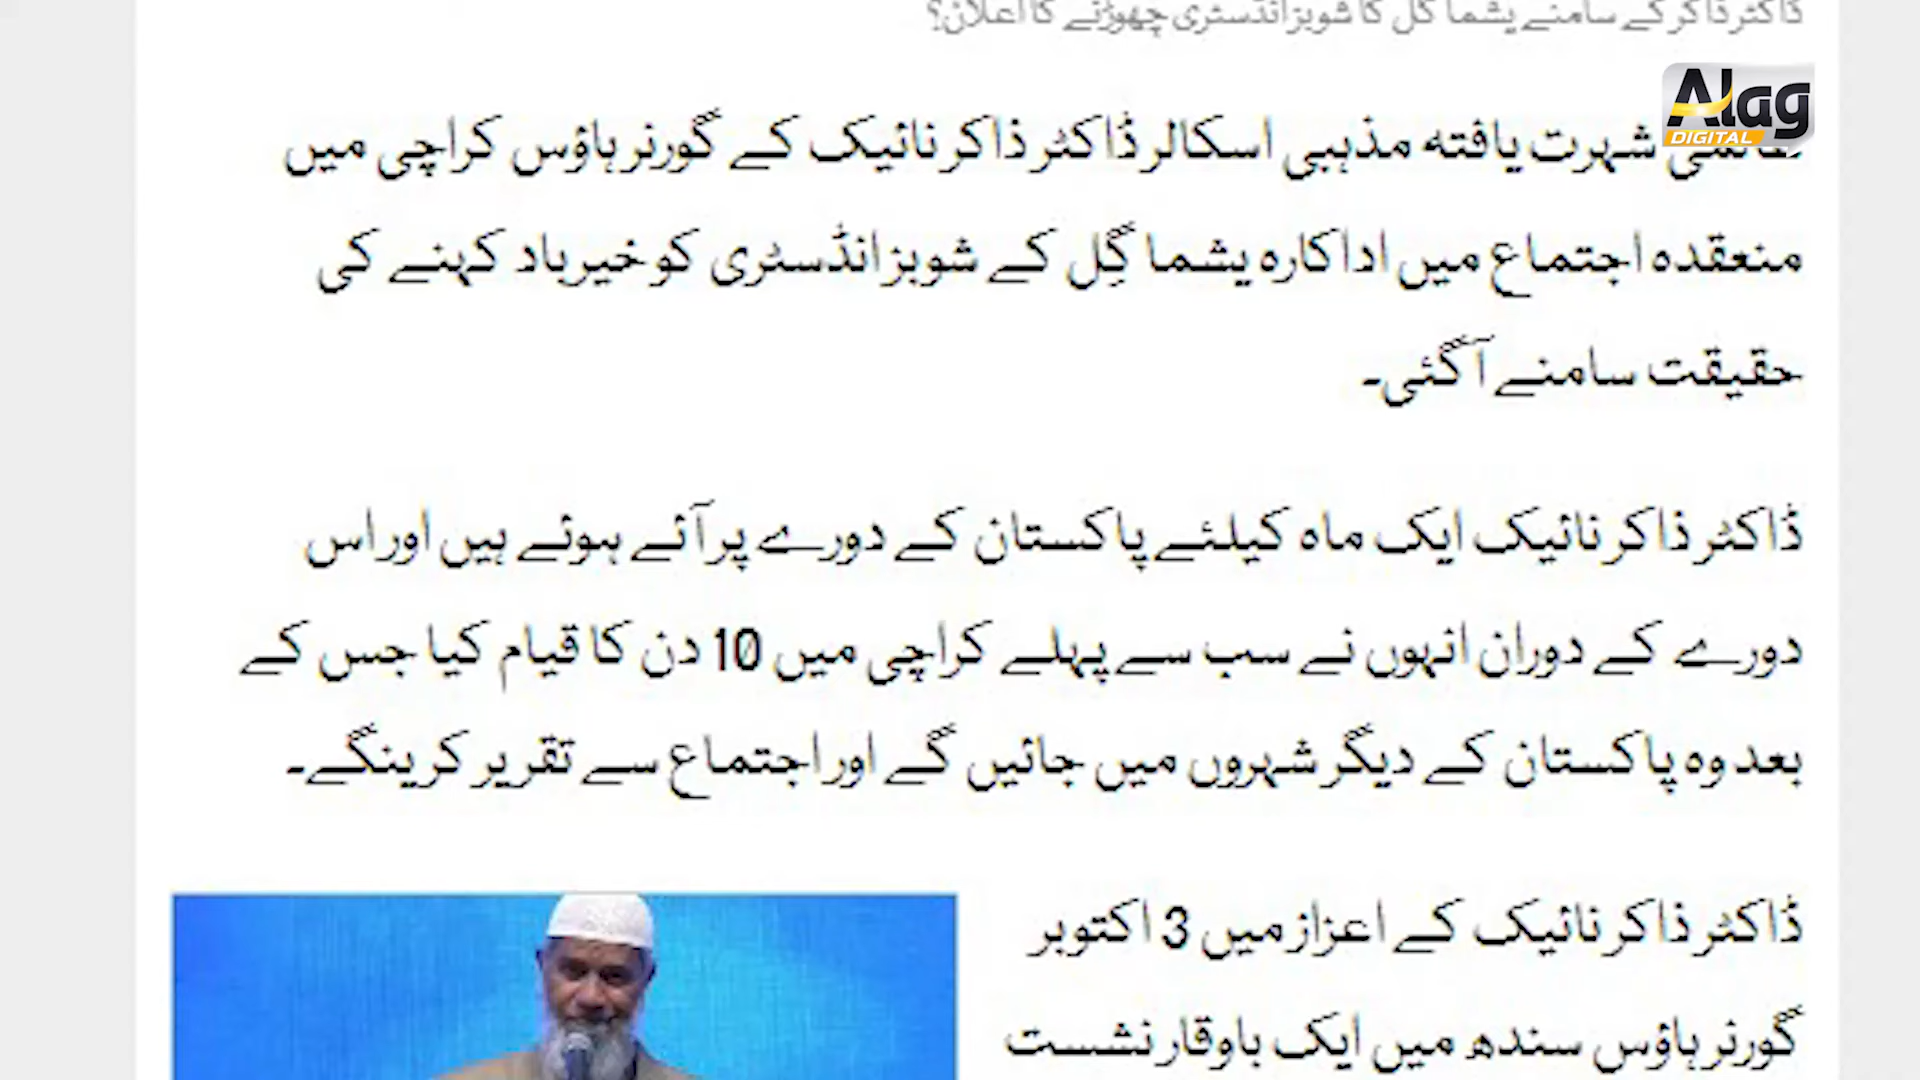 ڈاکٹر ذاکر کے سامنے یشما گل کا شوبز انڈسٹری چھوڑنے کا اعلان؟
Alag
DIGITAL
عالمی شہرت یافتہ مذہبی اسکالر ڈاکٹر ذاکر نائیک کے گورنر ہاؤس کراچی میں
منعقدہ اجتماع میں اداکارہ یشما گِل کے شوبز انڈسٹری کو خیرباد کہنے کی
حقیقت سامنے آگئی۔
ڈاکٹر ذاکر نائیک ایک ماہ کیلئے پاکستان کے دورے پر آئے ہوئے ہیں اور اس
دورے کے دوران انہوں نے سب سے پہلے کراچی میں 10 دن کا قیام کیا جس کے
بعد وہ پاکستان کے دیگر شہروں میں جائیں گے اور اجتماع سے تقریر کرینگے۔
ڈاکٹر ذاکر نائیک کے اعزاز میں 3 اکتوبر
گورنر ہاؤس سندھ میں ایک باوقار نشست